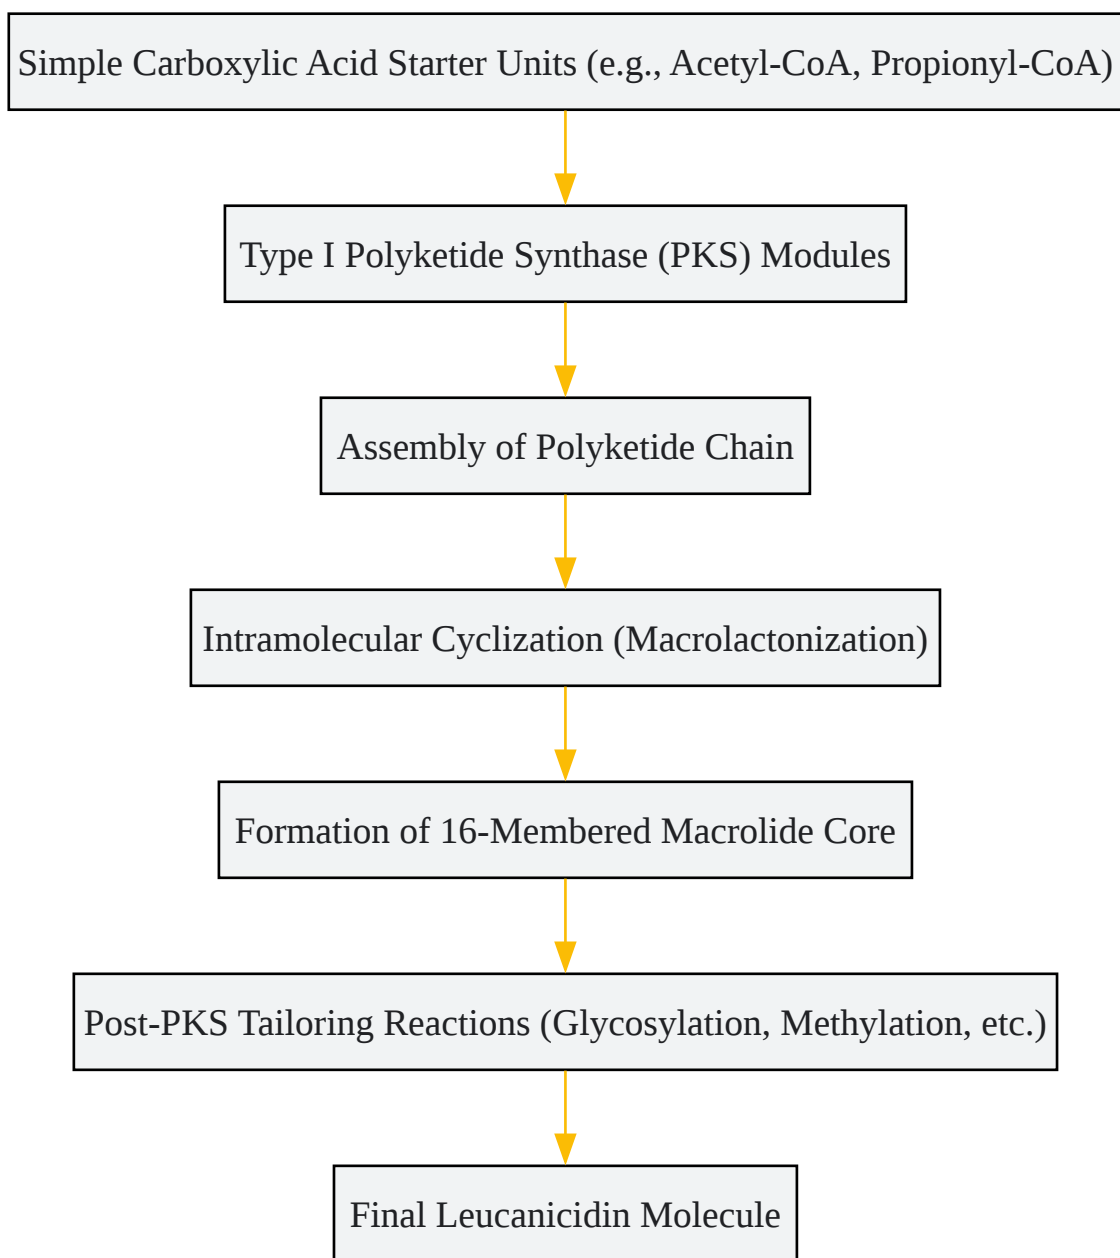 Simple Carboxylic Acid Starter Units (e.g., Acetyl-CoA, Propionyl-CoA)
Type I Polyketide Synthase (PKS) Modules
Assembly of Polyketide Chain
Intramolecular Cyclization (Macrolactonization)
Formation of 16-Membered Macrolide Core
Post-PKS Tailoring Reactions (Glycosylation, Methylation, etc.)
Final Leucanicidin Molecule